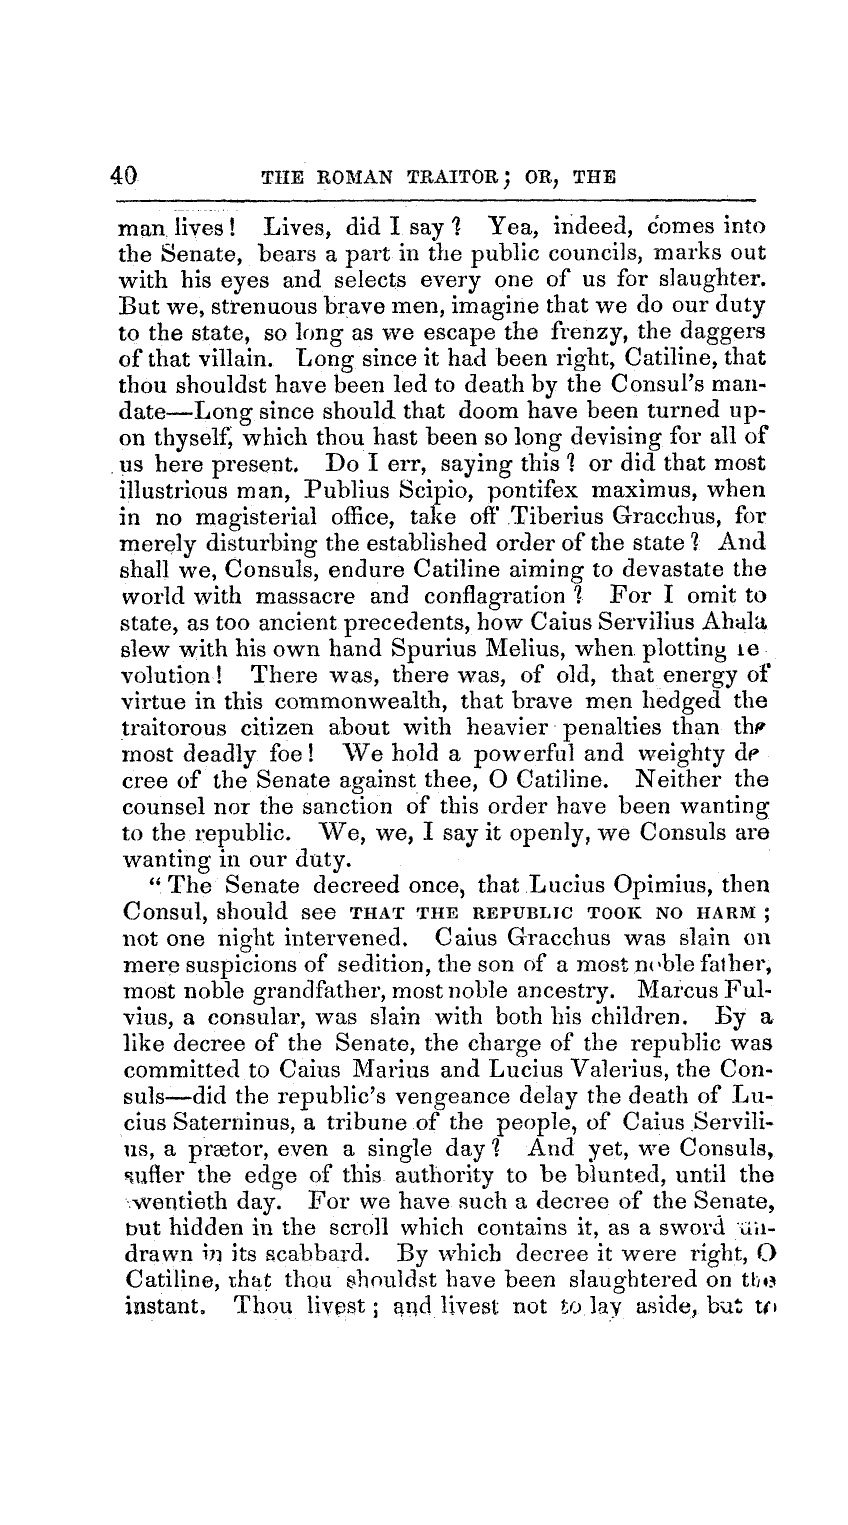 40 THE ROMAN TRAITOR; OR, THE
man lives! Lives, did I say? Yea, indeed, comes into
the Senate, bears a part in the public councils, marks out
with his eyes and selects every one of us for slaughter.
But we, strenuous brave men, imagine that we do our duty
to the state, so long as we escape the frenzy, the daggers
of that villain. Long since it had been right, Catiline, that
thou shouldst have been led to death by the Consul's man-
date—Long since should that doom have been turned up-
on thyself, which thou hast been so long devising for all of
us here present. Do I err, saying this? or did that most
illustrious man, Publius Scipio, pontifex maximus, when
in no magisterial office, take off Tiberius Gracchus, for
merely disturbing the established order of the state? And
shall we, Consuls, endure Catiline aiming to devastate the
world with massacre and conflagration? For I omit to
state, as too ancient precedents, how Caius Servilius Ahala
slew with his own hand Spurius Melius, when plotting re
volution! There was, there was, of old, that energy of
virtue in this commonwealth, that brave men hedged the
traitorous citizen about with heavier penalties than the
most deadly foe! We hold a powerful and weighty de
cree of the Senate against thee, O Catiline. Neither the
counsel nor the sanction of this order have been wanting
to the republic. We, we, I say it openly, we Consuls are
wanting in our duty.
"The Senate decreed once, that Lucius Opimius, then
Consul, should see THAT THE REPUBLIC TOOK NO HARM;
not one night intervened. Caius Gracchus was slain on
mere suspicions of sedition, the son of a most noble father,
most noble grandfather, most noble ancestry. Marcus Ful-
vius, a consular, was slain with both his children. By a
like decree of the Senate, the charge of the republic was
committed to Caius Marius and Lucius Valerius, the Con-
suls—did the republic's vengeance delay the death of Lu-
cius Saterninus, a tribune of the people, of Caius Servili-
us, a prætor, even a single day? And yet, we Consuls,
suffer the edge of this authority to be blunted, until the
twentieth day. For we have such a decree of the Senate,
but hidden in the scroll which contains it, as a sword un-
drawn in its scabbard. By which decree it were right, O
Catiline, that thou shouldst have been slaughtered on the
instant. Thou livest; and livest not to lay aside, but to